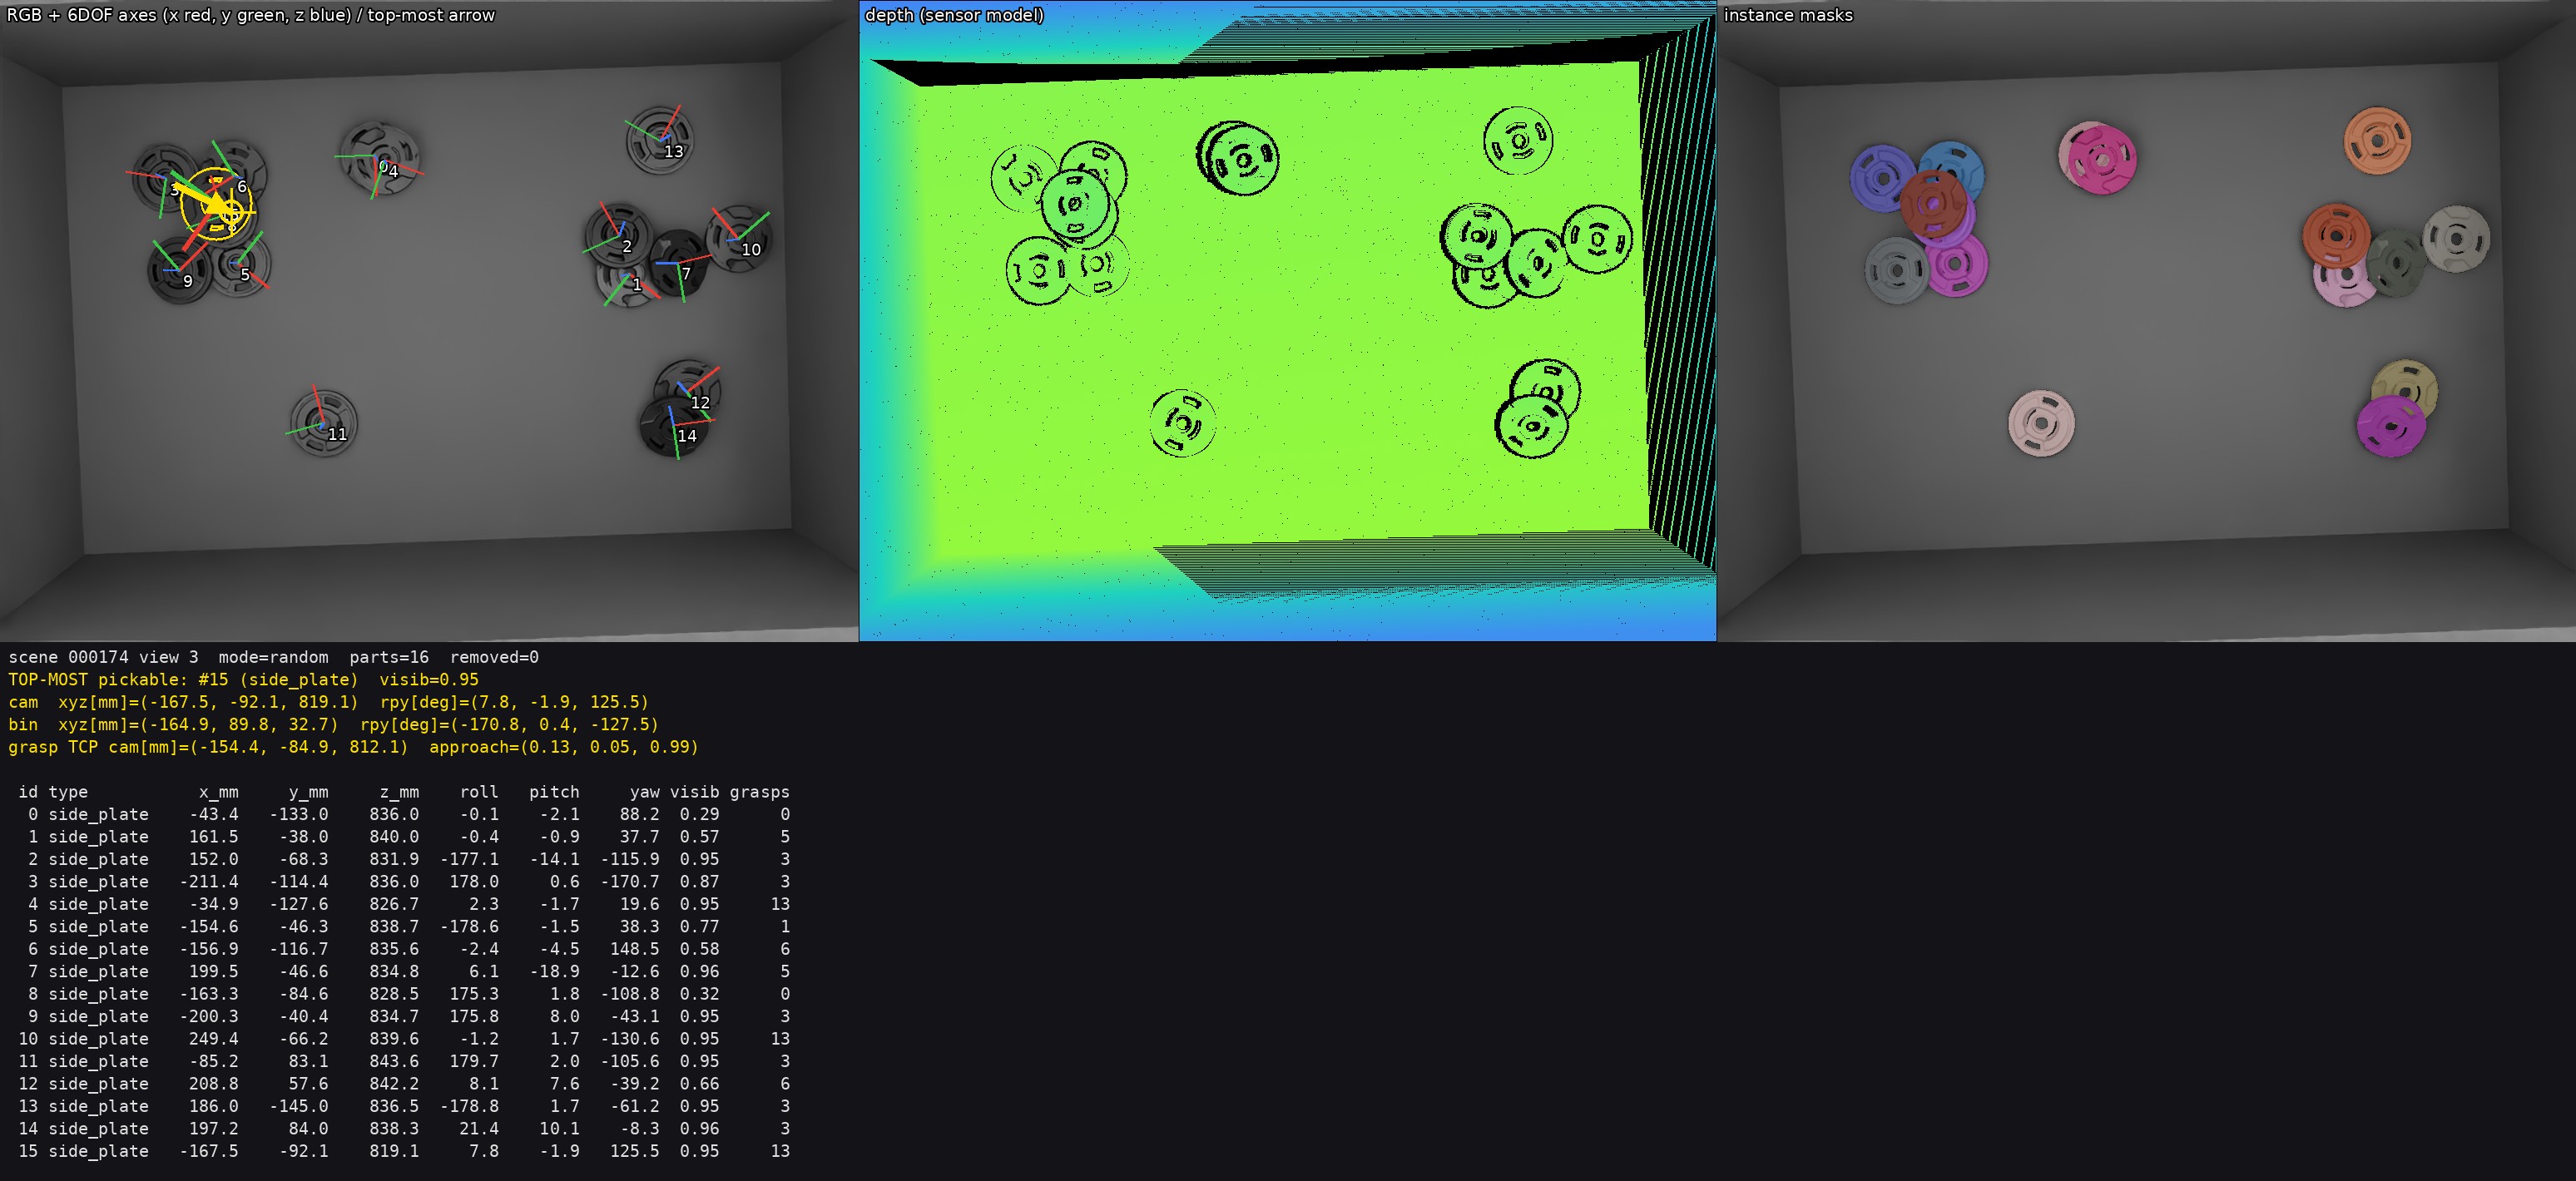 RGB + 6DOF axes (x red, y green, z blue) / top-most arrow
depth (sensor model)
instance masks
13
0
4
3
6
2
10
7
1
9
5
12
14
11
scene 000174 view 3  mode=random  parts=16  removed=0
TOP-MOST pickable: #15 (side_plate)  visib=0.95
cam  xyz[mm]=(-167.5, -92.1, 819.1)  rpy[deg]=(7.8, -1.9, 125.5)
bin  xyz[mm]=(-164.9, 89.8, 32.7)  rpy[deg]=(-170.8, 0.4, -127.5)
grasp TCP cam[mm]=(-154.4, -84.9, 812.1)  approach=(0.13, 0.05, 0.99)
id type x_mm y_mm z_mm roll pitch yaw visib grasps
0 side_plate -43.4 -133.0 836.0 -0.1 -2.1 88.2 0.29 0
1 side_plate 161.5 -38.0 840.0 -0.4 -0.9 37.7 0.57 5
2 side_plate 152.0 -68.3 831.9 -177.1 -14.1 -115.9 0.95 3
3 side_plate -211.4 -114.4 836.0 178.0 0.6 -170.7 0.87 3
4 side_plate -34.9 -127.6 826.7 2.3 -1.7 19.6 0.95 13
5 side_plate -154.6 -46.3 838.7 -178.6 -1.5 38.3 0.77 1
6 side_plate -156.9 -116.7 835.6 -2.4 -4.5 148.5 0.58 6
7 side_plate 199.5 -46.6 834.8 6.1 -18.9 -12.6 0.96 5
8 side_plate -163.3 -84.6 828.5 175.3 1.8 -108.8 0.32 0
9 side_plate -200.3 -40.4 834.7 175.8 8.0 -43.1 0.95 3
10 side_plate 249.4 -66.2 839.6 -1.2 1.7 -130.6 0.95 13
11 side_plate -85.2 83.1 843.6 179.7 2.0 -105.6 0.95 3
12 side_plate 208.8 57.6 842.2 8.1 7.6 -39.2 0.66 6
13 side_plate 186.0 -145.0 836.5 -178.8 1.7 -61.2 0.95 3
14 side_plate 197.2 84.0 838.3 21.4 10.1 -8.3 0.96 3
15 side_plate -167.5 -92.1 819.1 7.8 -1.9 125.5 0.95 13